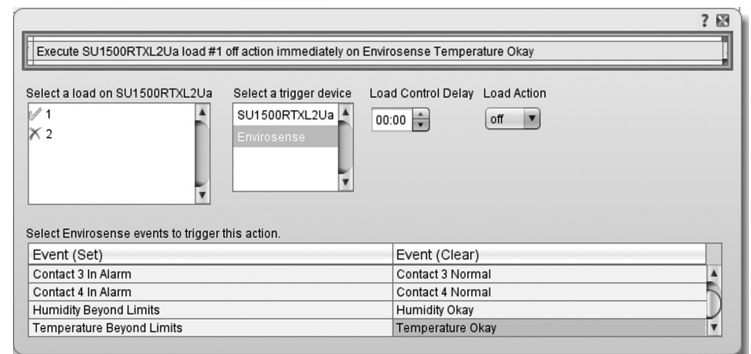 ?
Execute SU1500RTXL2Ua load #1 off action immediately on Envirosense Temperature Okay
Select a load on SU1500RTXL2Ua Select a trigger device Load Control Delay Load Action
1 SU1500RTXL2Ua 00:00 off
2 Envirosense
Select Envirosense events to trigger this action.
Event (Set) Event (Clear)
Contact 3 In Alarm Contact 3 Normal
Contact 4 In Alarm Contact 4 Normal
Humidity Beyond Limits Humidity Okay
Temperature Beyond Limits Temperature Okay